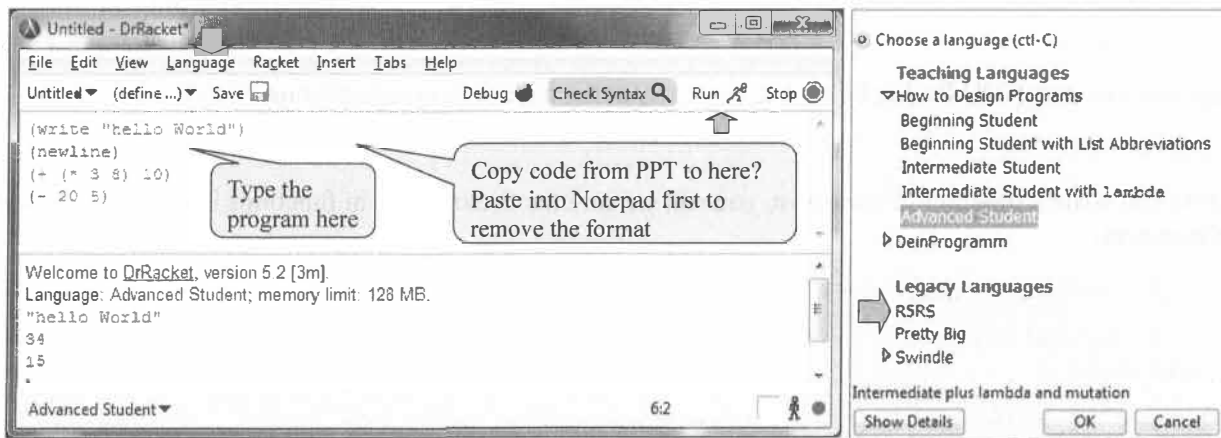 Untitled - DrRacket*
File Edit View Language Racket Insert Tabs Help
Untitled (define ...) Save Debug Check Syntax Run Stop
(write "hello World")
(newline)
(+ (* 3 8) 10)
(- 20 5)
Type the
program here
Copy code from PPT to here?
Paste into Notepad first to
remove the format
Welcome to DrRacket, version 5.2 [3m].
Language: Advanced Student; memory limit: 128 MB.
"hello World"
34
15
>
Advanced Student 6:2
Choose a language (ctl-C)
Teaching Languages
How to Design Programs
Beginning Student
Beginning Student with List Abbreviations
Intermediate Student
Intermediate Student with lambda
Advanced Student
DeinProgramm
Legacy Languages
R5RS
Pretty Big
Swindle
Intermediate plus lambda and mutation
Show Details OK Cancel